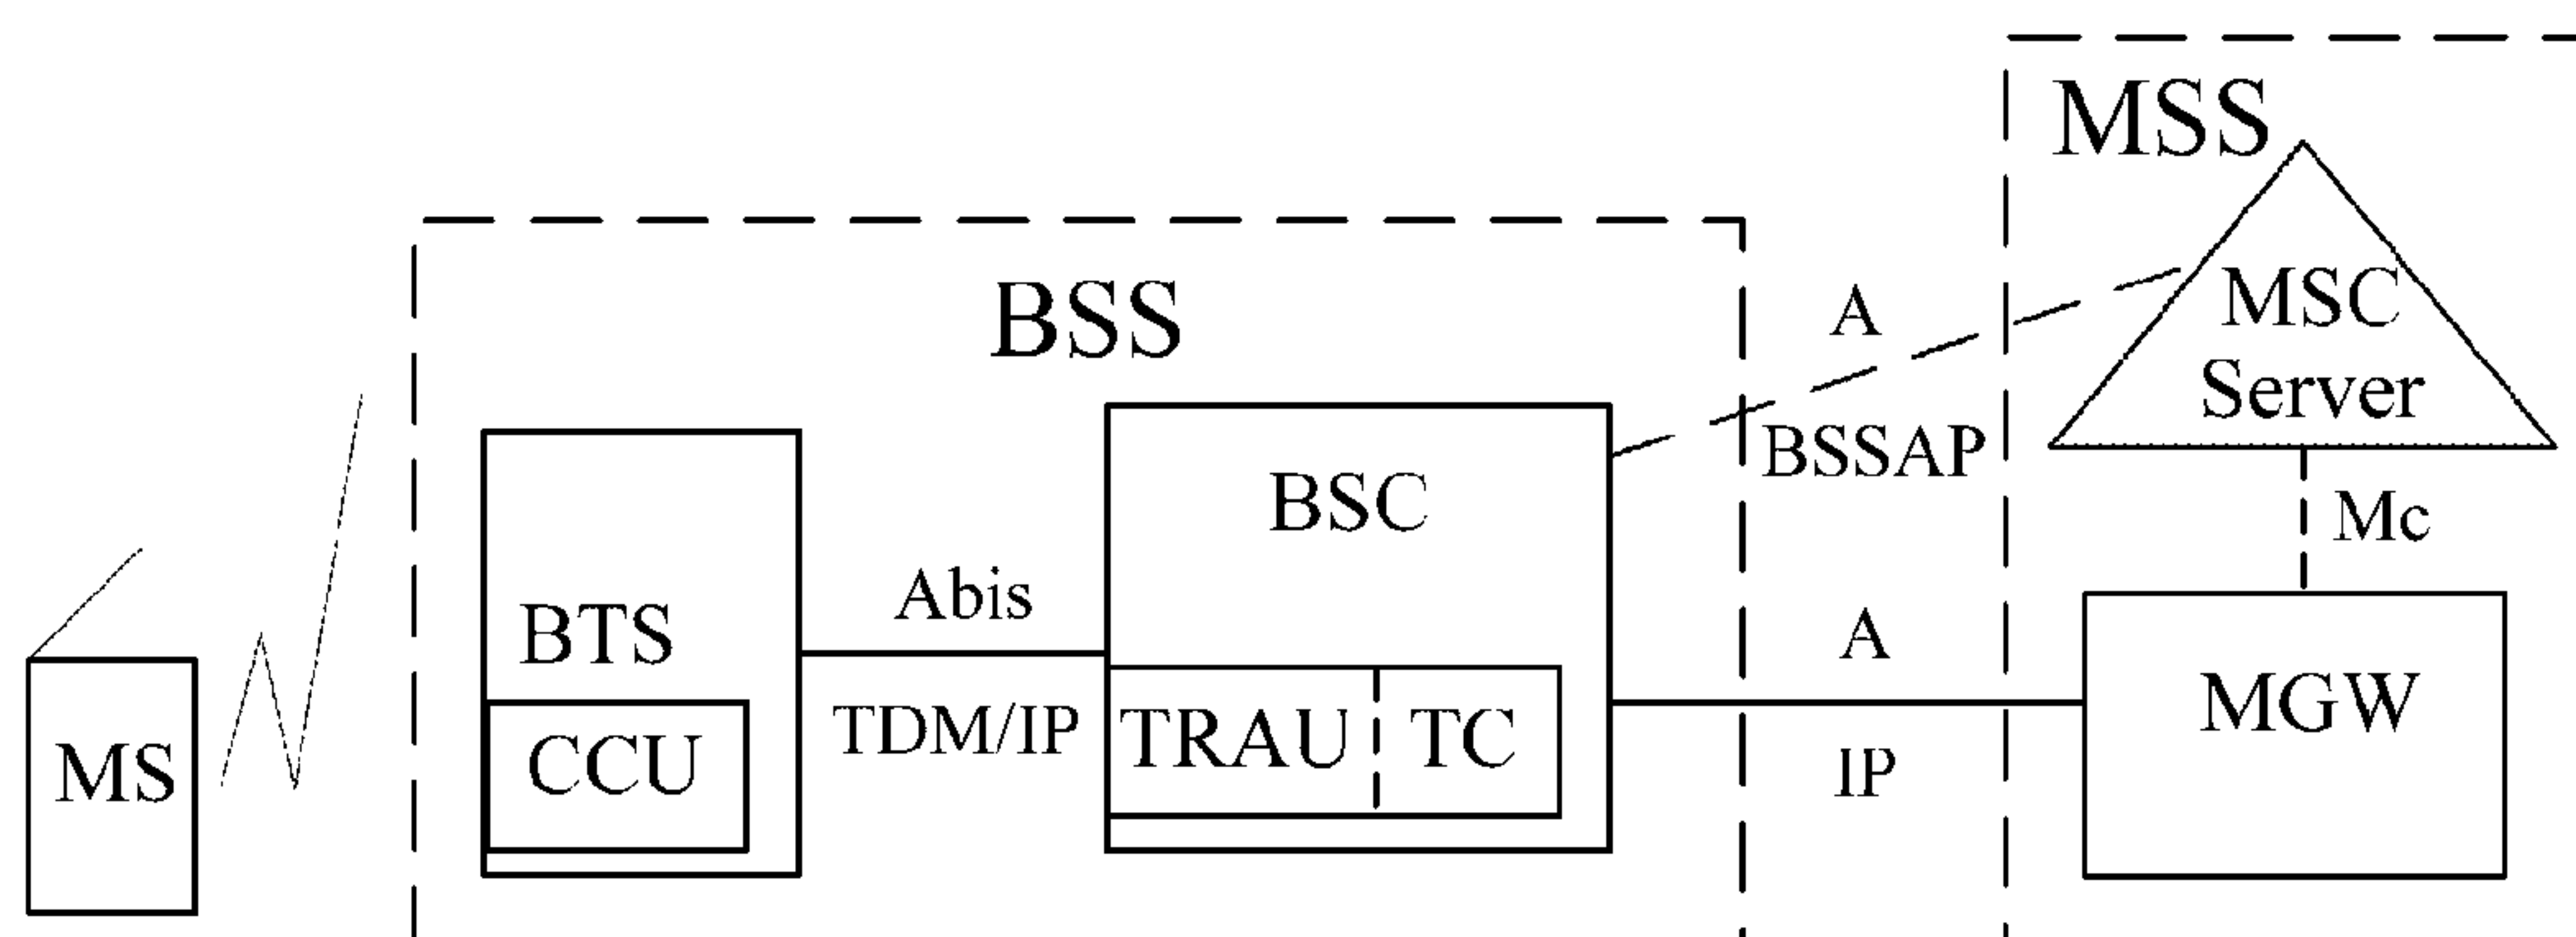 MSS
BSS
A
MSC
Server
BSSAP
BSC
Mc
Abis
BTS
A
MGW
TDM/IP
TRAU
TC
CCU
MS
IP